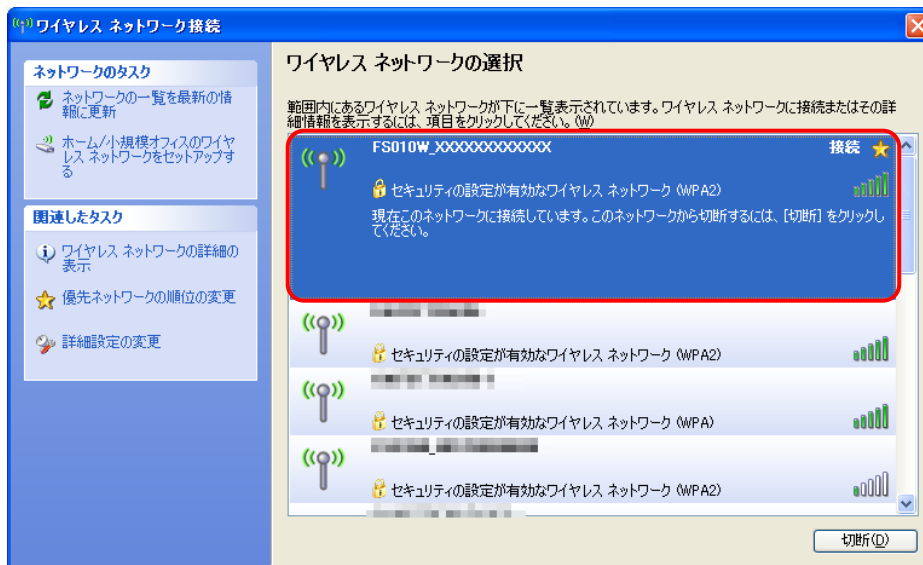 ワイヤレス ネットワーク接続
ネットワークのタスク
ネットワークの一覧を最新の情
報に更新
ホーム/小規模オフィスのワイヤ
レス ネットワークをセットアップす
る
関連したタスク
ワイヤレス ネットワークの詳細の
表示
優先ネットワークの順位の変更
詳細設定の変更
ワイヤレス ネットワークの選択
範囲内にあるワイヤレス ネットワークが下に一覧表示されています。ワイヤレス ネットワークに接続またはその詳
細情報を表示するには、項目をクリックしてください。(W)
FS010W_XXXXXXXXXXXX 接続
セキュリティの設定が有効なワイヤレス ネットワーク (WPA2)
現在このネットワークに接続しています。このネットワークから切断するには、[切断] をクリックし
てください。
セキュリティの設定が有効なワイヤレス ネットワーク (WPA2)
セキュリティの設定が有効なワイヤレス ネットワーク (WPA)
セキュリティの設定が有効なワイヤレス ネットワーク (WPA2)
切断(D)